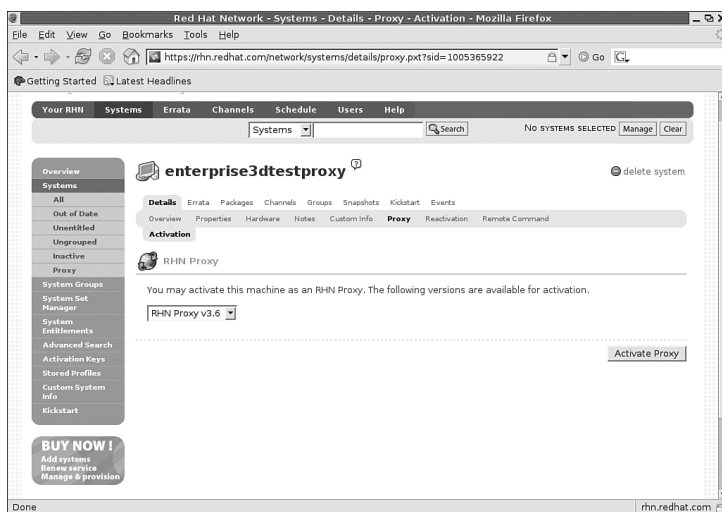 Red Hat Network - Systems - Details - Proxy - Activation - Mozilla Firefox
File Edit View Go Bookmarks Tools Help
https://rhn.redhat.com/network/systems/details/proxy.pxt?sid=1005365922 Go
Getting Started Latest Headlines
Your RHN Systems Errata Channels Schedule Users Help
Systems Search NO SYSTEMS SELECTED Manage Clear
Overview
Systems
All
Out of Date
Unentitled
Ungrouped
Inactive
Proxy
System Groups
System Set
Manager
System
Entitlements
Advanced Search
Activation Keys
Stored Profiles
Custom System
Info
Kickstart
BUY NOW!
Add systems
Renew service
Manage & provision
enterprise3dtestproxy ? delete system
Details Errata Packages Channels Groups Snapshots Kickstart Events
Overview Properties Hardware Notes Custom Info Proxy Reactivation Remote Command
Activation
RHN Proxy
You may activate this machine as an RHN Proxy. The following versions are available for activation.
RHN Proxy v3.6
Activate Proxy
Done rhn.redhat.com